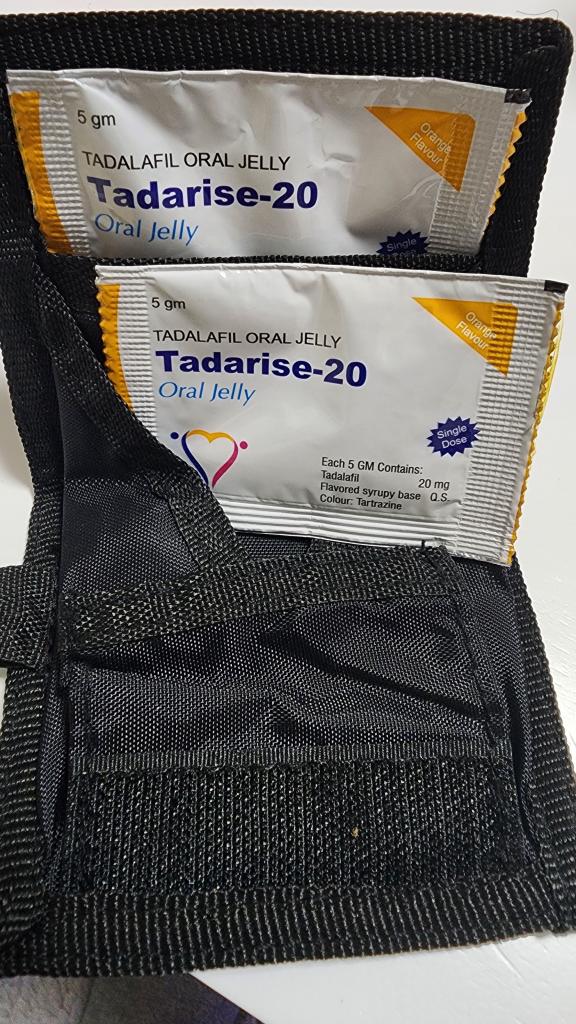 5 gm
Orange
Flavour
TADALAFIL ORAL JELLY
Tadarise-20
Oral Jelly
Single
5 gm
Orange
Flavour
TADALAFIL ORAL JELLY
Tadarise-20
Oral Jelly
Single
Dose
Each 5 GM Contains:
Tadalafil 20 mg
Flavored syrupy base Q.S.
Colour: Tartrazine